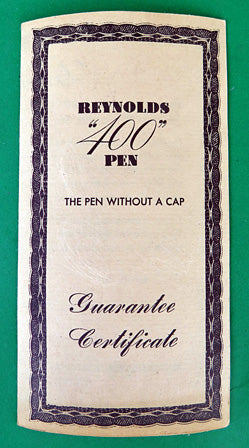 REYNOLDS
"400"
PEN
THE PEN WITHOUT A CAP
Guarantee
Certificate